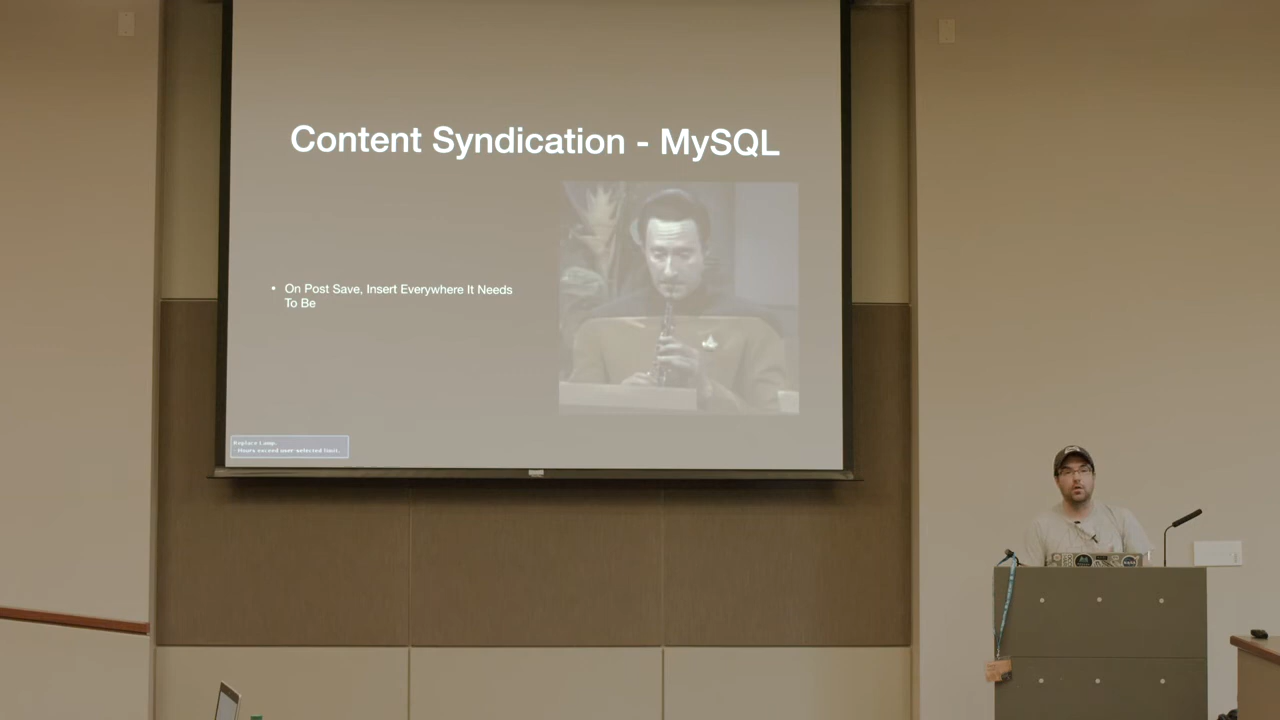 Content Syndication - MySQL
• On Post Save, Insert Everywhere It Needs
To Be
Replace Lamp.
- Hours exceed user selected limit.